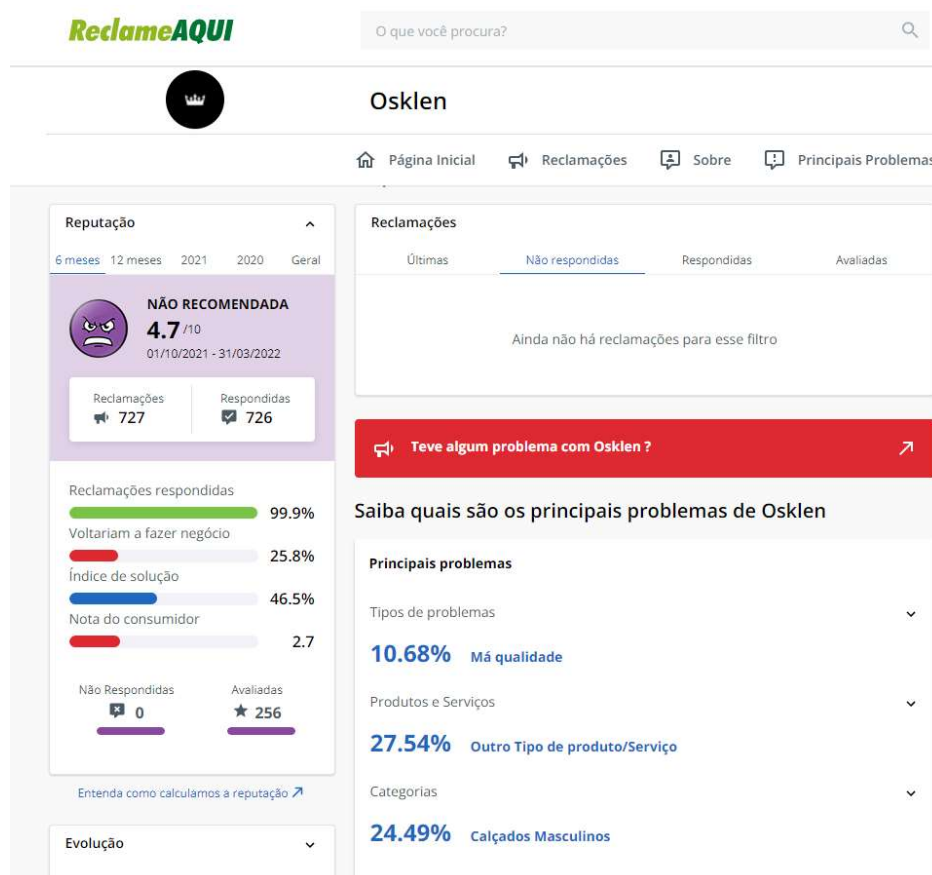 ReclameAQUI
O que você procura?
Osklen
Página Inicial
Reclamações
Sobre
Principais Problemas
Reputação
6 meses 12 meses 2021 2020 Geral
NÃO RECOMENDADA
4.7 /10
01/10/2021 - 31/03/2022
Reclamações
727
Respondidas
726
Reclamações respondidas
99.9%
Voltariam a fazer negócio
25.8%
Índice de solução
46.5%
Nota do consumidor
2.7
Não Respondidas
0
Avaliadas
256
Entenda como calculamos a reputação
Evolução
Reclamações
Últimas Não respondidas Respondidas Avaliadas
Ainda não há reclamações para esse filtro
Teve algum problema com Osklen ?
Saiba quais são os principais problemas de Osklen
Principais problemas
Tipos de problemas
10.68% Má qualidade
Produtos e Serviços
27.54% Outro Tipo de produto/Serviço
Categorias
24.49% Calçados Masculinos